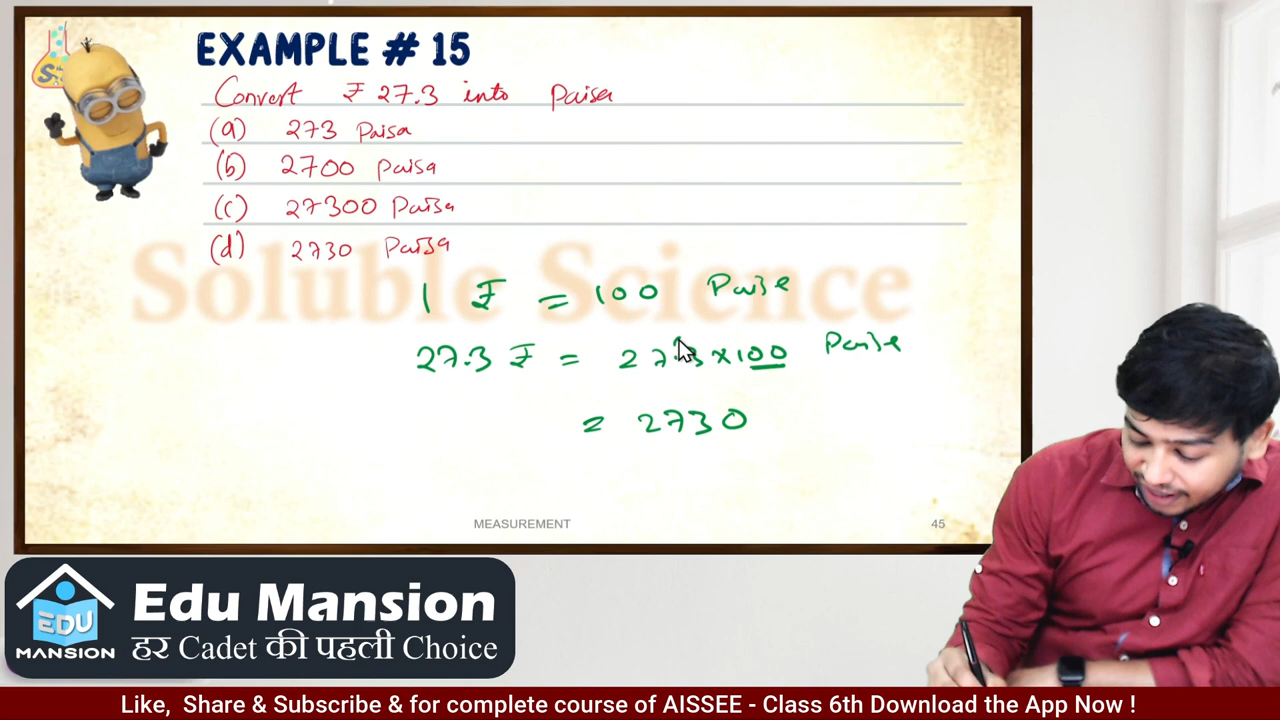 EXAMPLE # 15
Convert ₹ 27.3 into Paisa
(a) 273 Paisa
(b) 2700 Paisa
(c) 27300 Paisa
(d) 2730 Paisa
Soluble Science
1 ₹ = 100 Paise
27.3 ₹ = 27.3 × 100 Paise
= 2730
MEASUREMENT 45
EDU
MANSION
Edu Mansion
हर Cadet की पहली Choice
Like, Share & Subscribe & for complete course of AISSEE - Class 6th Download the App Now !